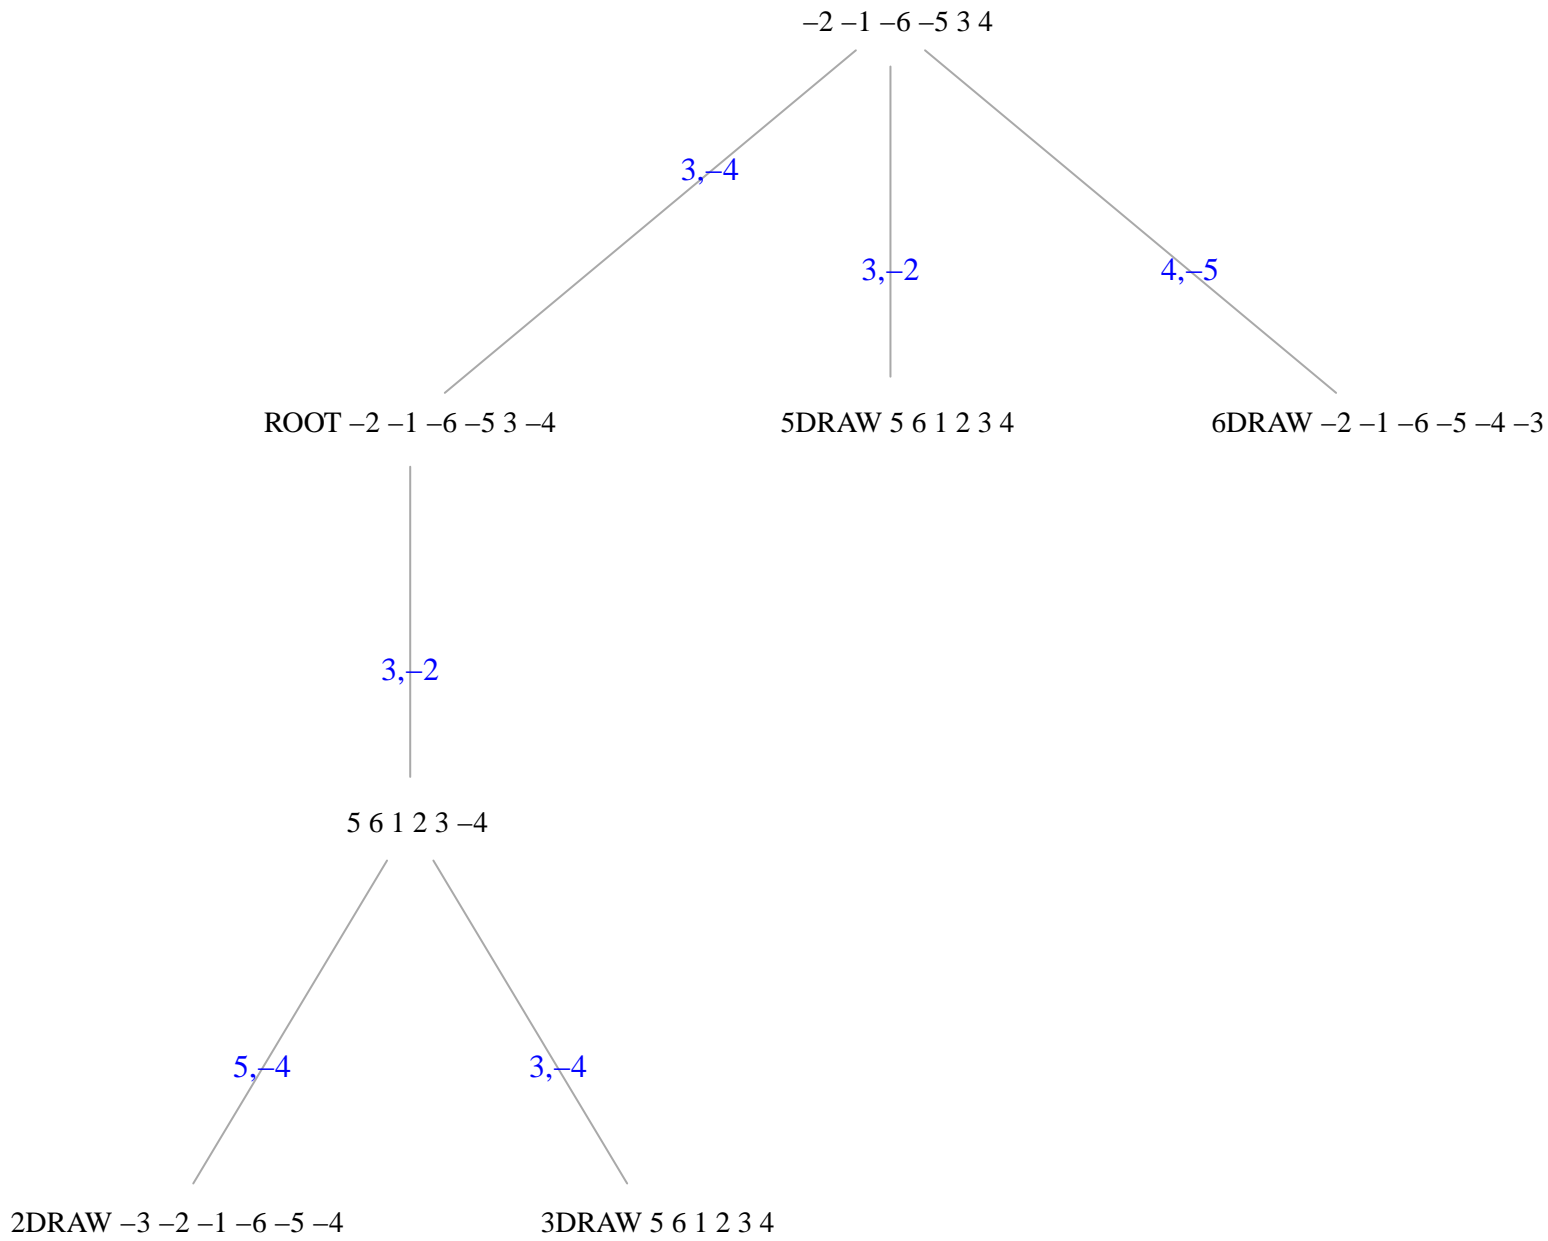 –2 –1 –6 –5 3 4
3,–4
3,–2
4,–5
ROOT –2 –1 –6 –5 3 –4
5DRAW 5 6 1 2 3 4
6DRAW –2 –1 –6 –5 –4 –3
3,–2
5 6 1 2 3 –4
5,–4
3,–4
2DRAW –3 –2 –1 –6 –5 –4
3DRAW 5 6 1 2 3 4